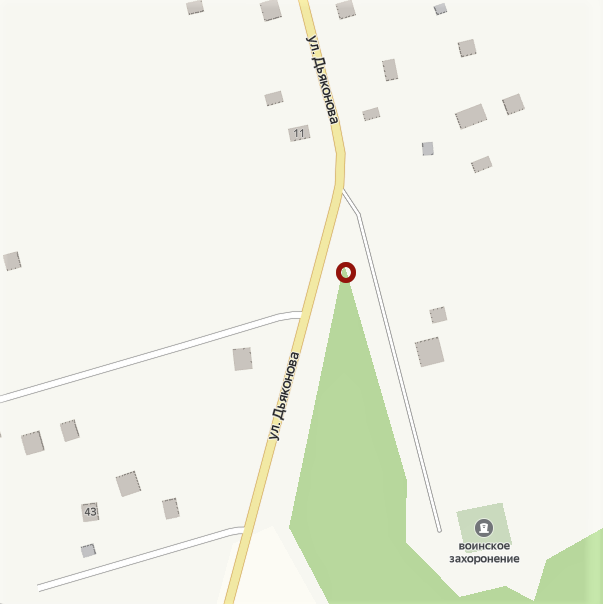 ул. Дьяконова
11
ул. Дьяконова
43
воинское
захоронение